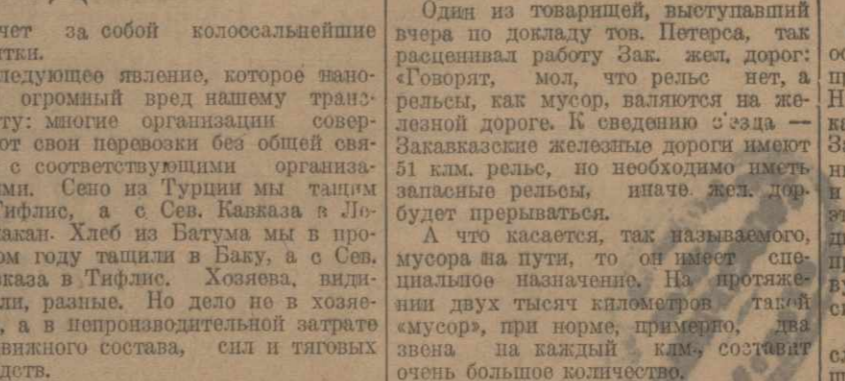 чет за собой колоссальнейшие
тки.
ледующее явление, которое нано-
огромный вред нашему транс-
ту: многие организации совер-
от свои перевозки без общей свя-
с соответствующими организа-
ми. Сено из Турции мы тащим
Тифлис, а с Сев. Кавказа в Ле-
акан. Хлеб из Батума мы в про-
ом году тащили в Баку, а с Сев.
каза в Тифлис. Хозяева, види-
ли, разные. Но дело не в хозяе-
, а в непроизводительной затрате
вижного состава, сил и тяговых
дств.
Один из товарищей, выступавший
вчера по докладу тов. Петерса, так
расценивал работу Зак. жел. дорог:
«Говорят, мол, что рельс нет, а
рельсы, как мусор, валяются на же-
лезной дороге. К сведению с'езда —
Закавказские железные дороги имеют
51 клм. рельс, но необходимо иметь
запасные рельсы, иначе жел. дор.
будет прерываться.
А что касается, так называемого,
мусора на пути, то он имеет спе-
циальное назначение. На протяже-
нии двух тысяч километров такой
«мусор», при норме, примерно, два
звена на каждый клм., составит
очень большое количество.